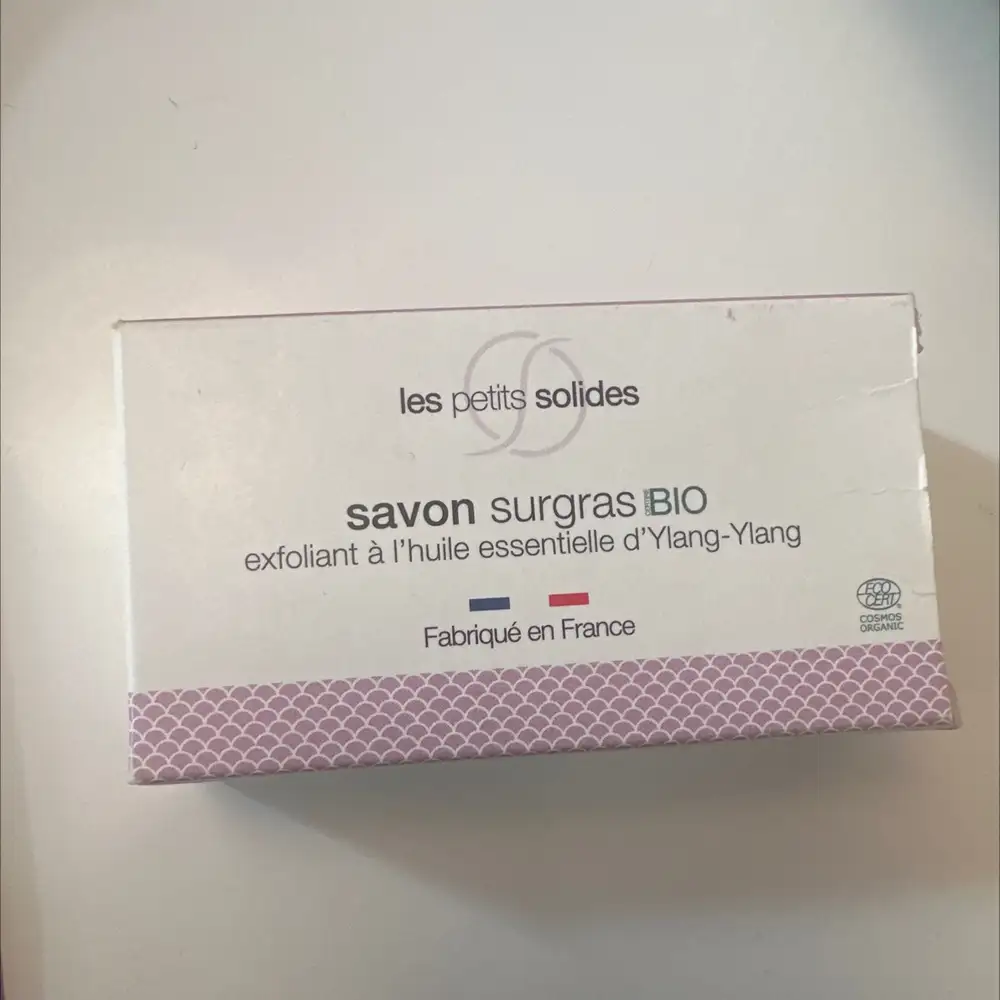 les petits solides
savon surgras BIO
exfoliant à l'huile essentielle d'Ylang-Ylang
Fabriqué en France
ECO
CERT
COSMOS
ORGANIC